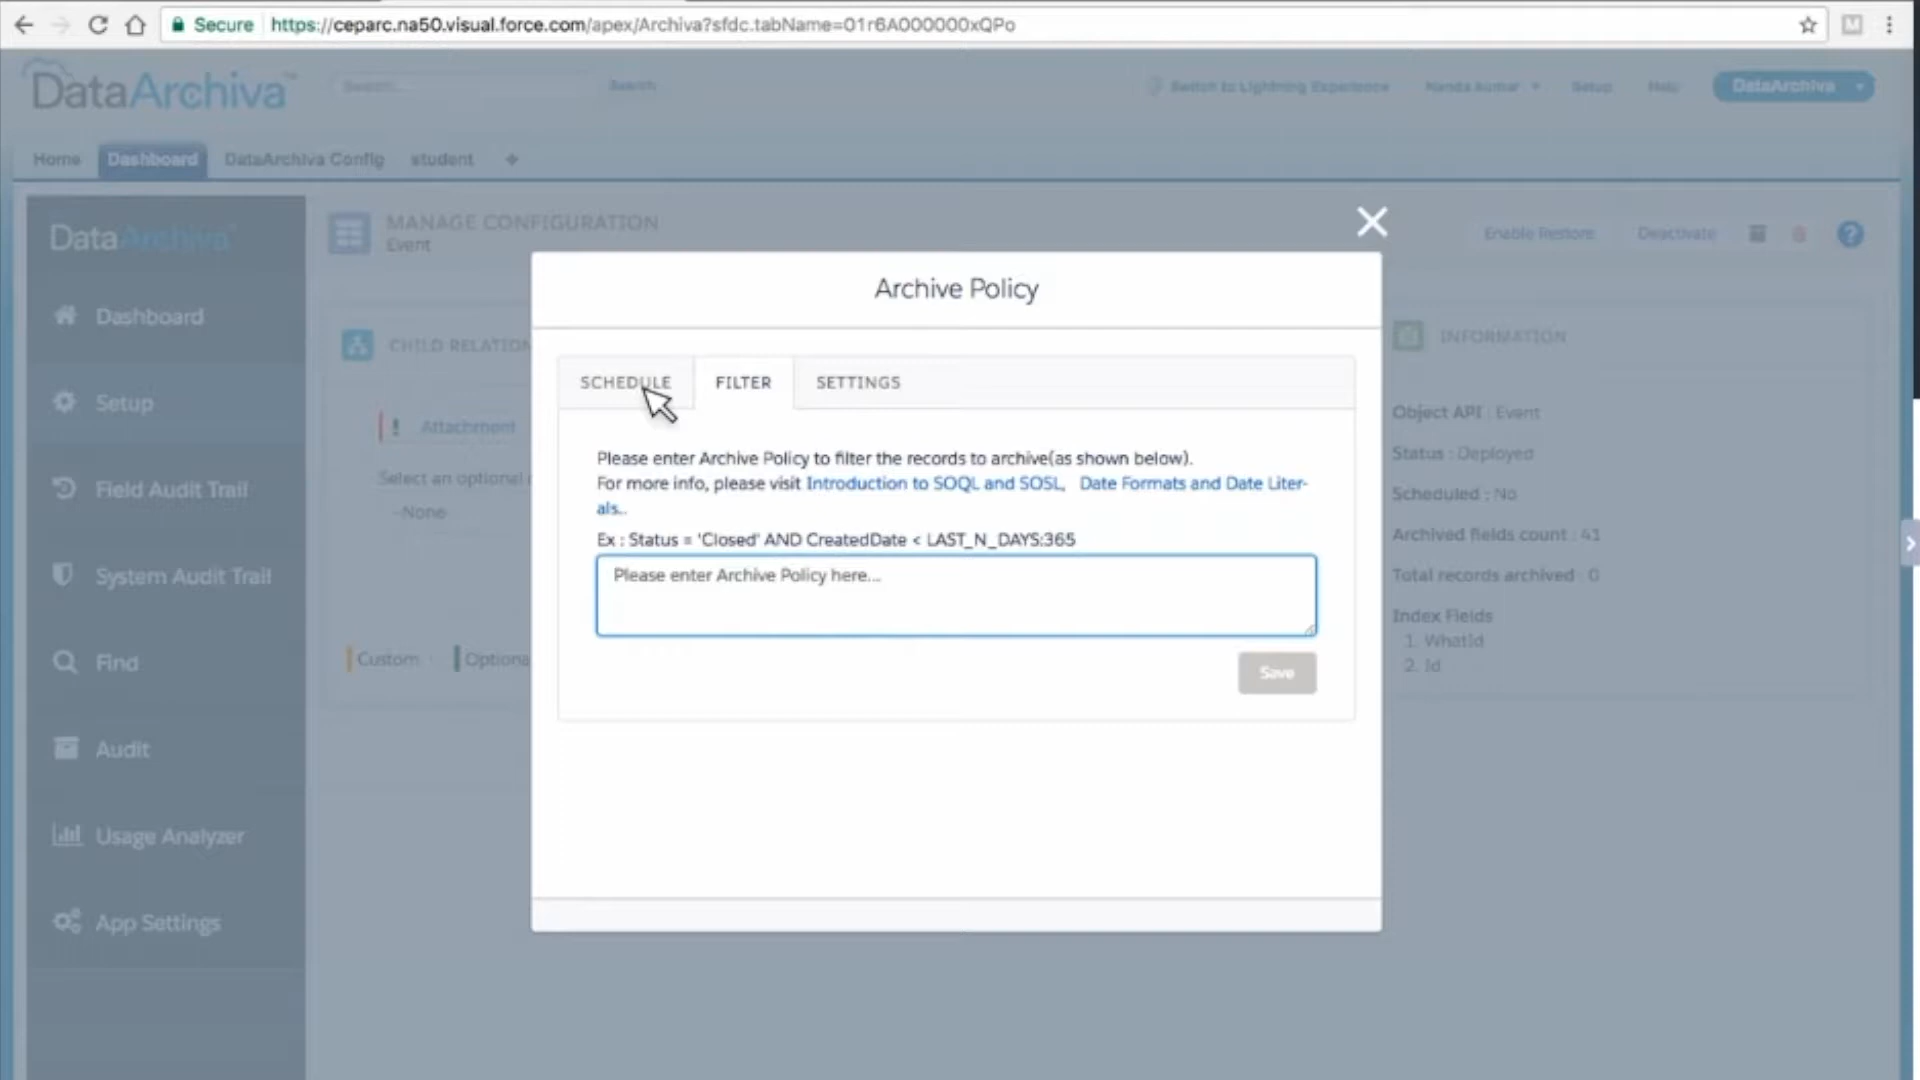 Secure https://ceparc.na50.visual.force.com/apex/Archiva?sfdc.tabName=01r6A000000xQPo
DataArchiva™ Search... Search Switch to Lightning Experience Nanda kumar Setup Help DataArchiva
Home Dashboard DataArchiva Config student +
DataArchiva
MANAGE CONFIGURATION
Event
Enable Restore Deactivate ?
Dashboard
Setup
Field Audit Trail
System Audit Trail
Find
Audit
Usage Analyzer
App Settings
CHILD RELATION
! Attachment
Select an optional
--None
Custom Optiona
Archive Policy
SCHEDULE FILTER SETTINGS
Please enter Archive Policy to filter the records to archive(as shown below).
For more info, please visit Introduction to SOQL and SOSL, Date Formats and Date Liter-
als..
Ex : Status = 'Closed' AND CreatedDate < LAST_N_DAYS:365
Please enter Archive Policy here...
Save
INFORMATION
Object API : Event
Status : Deployed
Scheduled : No
Archived fields count : 41
Total records archived : 0
Index Fields
1. WhatId
2. Id